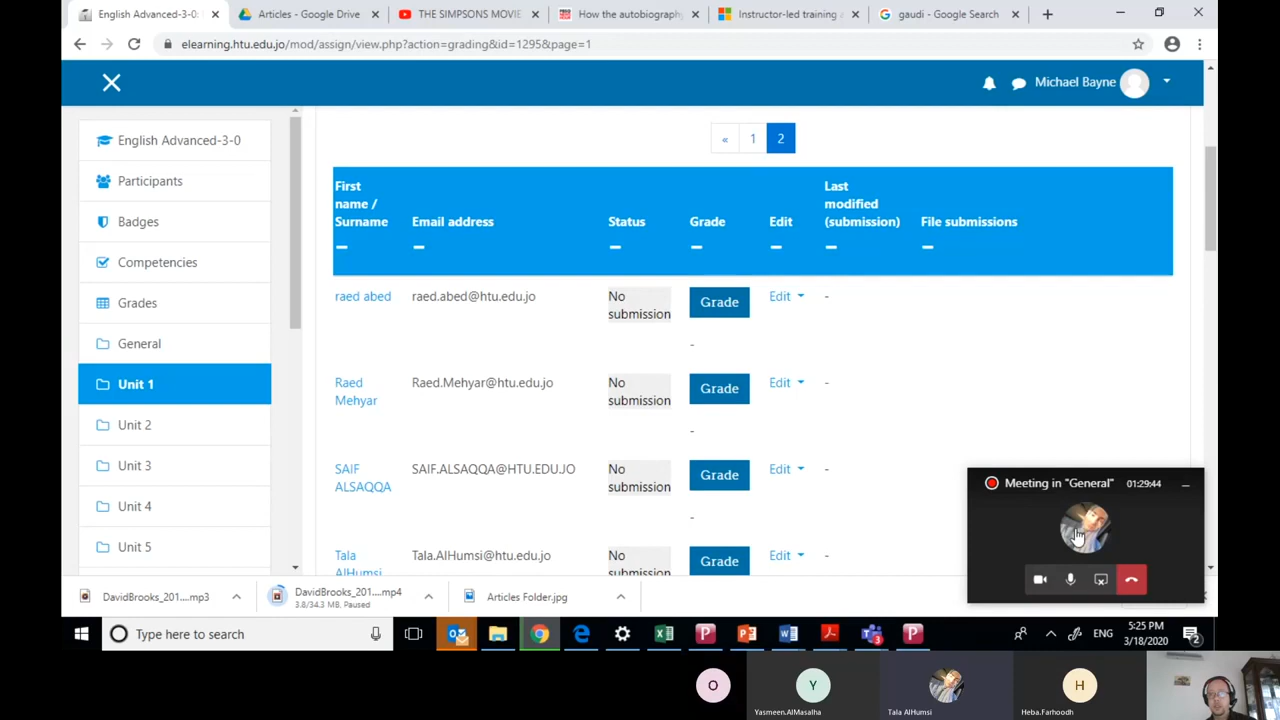 English Advanced-3-0:
Articles - Google Drive
THE SIMPSONS MOVIE
How the autobiography
Instructor-led training a
gaudi - Google Search
elearning.htu.edu.jo/mod/assign/view.php?action=grading&id=1295&page=1
Michael Bayne
English Advanced-3-0
Participants
Badges
Competencies
Grades
General
Unit 1
Unit 2
Unit 3
Unit 4
Unit 5
« 1 2
First name / Surname
Email address
Status
Grade
Edit
Last modified (submission)
File submissions
raed abed
raed.abed@htu.edu.jo
No submission
Grade
Edit
-
-
Raed Mehyar
Raed.Mehyar@htu.edu.jo
No submission
Grade
Edit
-
-
SAIF ALSAQQA
SAIF.ALSAQQA@HTU.EDU.JO
No submission
Grade
Edit
-
-
Tala AlHumsi
Tala.AlHumsi@htu.edu.jo
No submission
Grade
Edit
-
Meeting in "General" 01:29:44
DavidBrooks_201....mp3
DavidBrooks_201....mp4
3.8/34.3 MB, Paused
Articles Folder.jpg
Type here to search
ENG
5:25 PM
3/18/2020
2
3
O
Y
Yasmeen.AlMasalha
Tala AlHumsi
H
Heba.Farhoodh